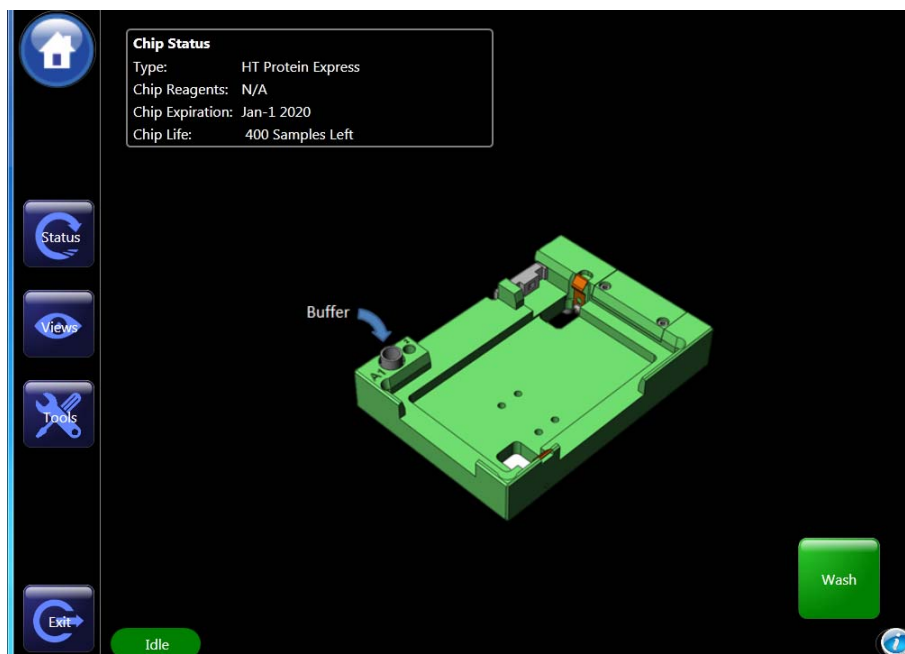 Chip Status
Type: HT Protein Express
Chip Reagents: N/A
Chip Expiration: Jan-1 2020
Chip Life: 400 Samples Left
Status
Buffer
Views
A1
Tools
Wash
Exit
Idle